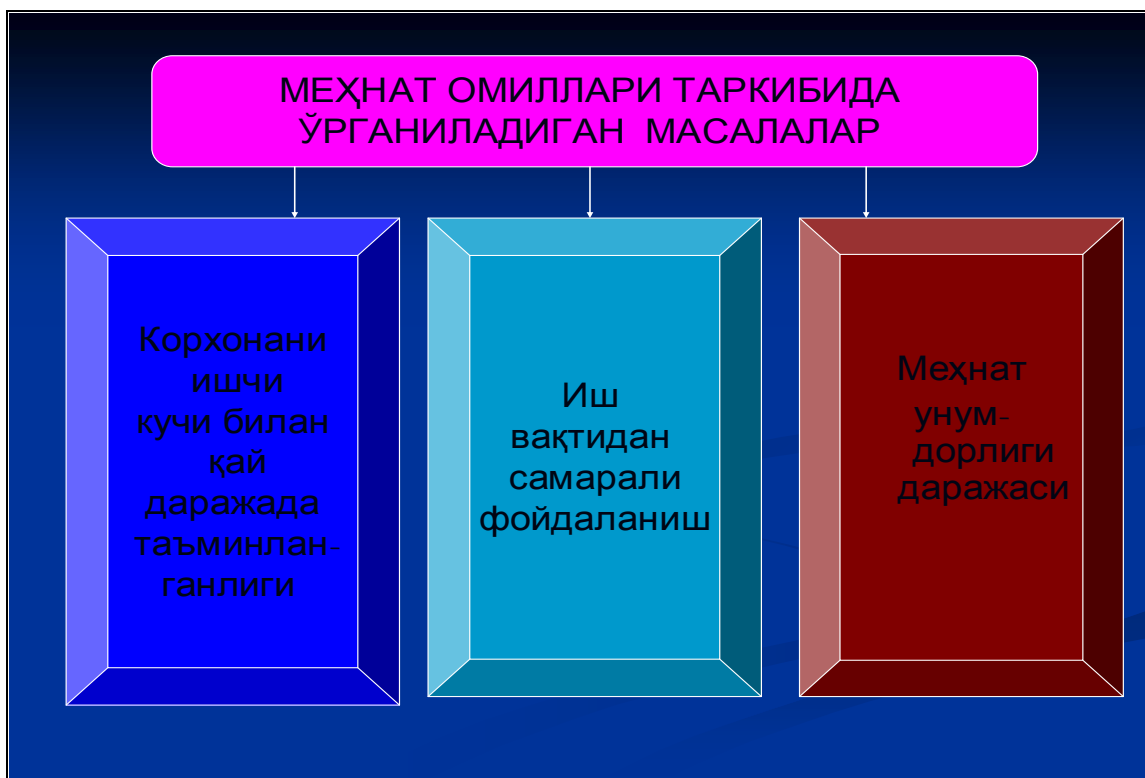 МЕҲНАТ ОМИЛЛАРИ ТАРКИБИДА
ЎРГАНИЛАДИГАН МАСАЛАЛАР
Корхонани
ишчи
кучи билан
қай
даражада
таъминлан-
ганлиги
Иш
вақтидан
самарали
фойдаланиш
Меҳнат
унум-
дорлиги
даражаси